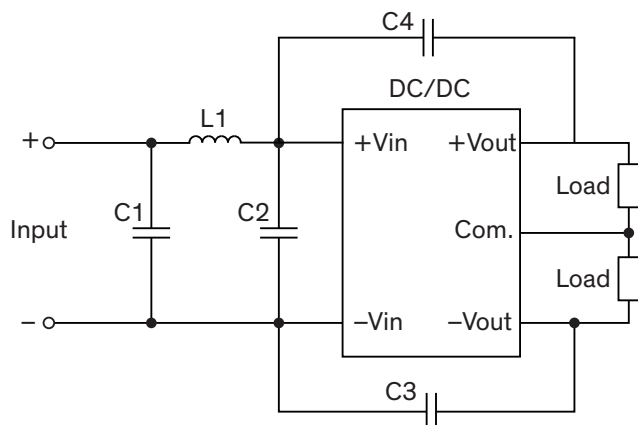 C4
DC/DC
L1
+
+Vin
+Vout
Load
C1
C2
Input
Com.
Load
–
–Vin
–Vout
C3